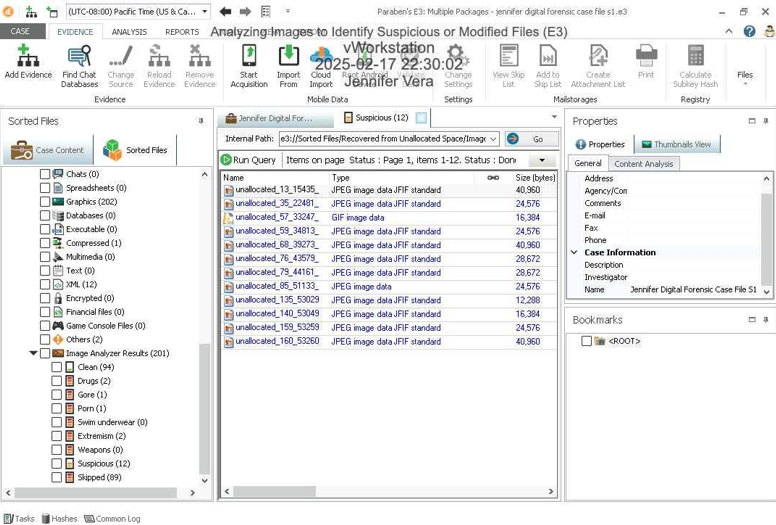 (UTC-08:00) Pacific Time (US & Ca...
Paraben's E3: Multiple Packages - jennifer digital forensic case file s1.e3
CASE EVIDENCE ANALYSIS REPORTS
Analyzing Images to Identify Suspicious or Modified Files (E3)
vWorkstation
2025-02-17 22:30:02
Jennifer Vera
Add Evidence
Find Chat Databases
Change Source
Reload Evidence
Remove Evidence
Start Acquisition
Import From
Cloud Import
Change Settings
View Skip List
Add to Skip List
Create Attachment List
Print
Calculate Subkey Hash
Files
Evidence Mobile Data Settings Mailstorages Registry
Sorted Files
Case Content Sorted Files
Chats (0)
Spreadsheets (0)
Graphics (202)
Databases (0)
Executable (0)
Compressed (1)
Multimedia (0)
Text (0)
XML (12)
Encrypted (0)
Financial files (0)
Game Console Files (0)
Others (2)
Image Analyzer Results (201)
Clean (94)
Drugs (2)
Gore (1)
Porn (1)
Swim underwear (0)
Extremism (2)
Weapons (0)
Suspicious (12)
Skipped (89)
Jennifer Digital For... Suspicious (12)
Internal Path: e3://Sorted Files/Recovered from Unallocated Space/Image Go
Run Query Items on page Status : Page 1, items 1-12. Status : Done
Name Type Size (bytes)
unallocated_13_15435_ JPEG image data JFIF standard 40,960
unallocated_35_22481_ JPEG image data JFIF standard 24,576
unallocated_57_33247_ GIF image data 16,384
unallocated_59_34813_ JPEG image data JFIF standard 24,576
unallocated_68_39273_ JPEG image data JFIF standard 40,960
unallocated_76_43579_ JPEG image data JFIF standard 28,672
unallocated_79_44161_ JPEG image data JFIF standard 28,672
unallocated_85_51133_ JPEG image data 24,576
unallocated_135_53029 JPEG image data JFIF standard 12,288
unallocated_140_53049 JPEG image data JFIF standard 16,384
unallocated_159_53259 JPEG image data JFIF standard 24,576
unallocated_160_53260 JPEG image data JFIF standard 40,960
Properties
Properties Thumbnails View
General Content Analysis
Address
Agency/Com
Comments
E-mail
Fax
Phone
Case Information
Description
Investigator
Name Jennifer Digital Forensic Case File S1
Bookmarks
<ROOT>
Tasks Hashes Common Log